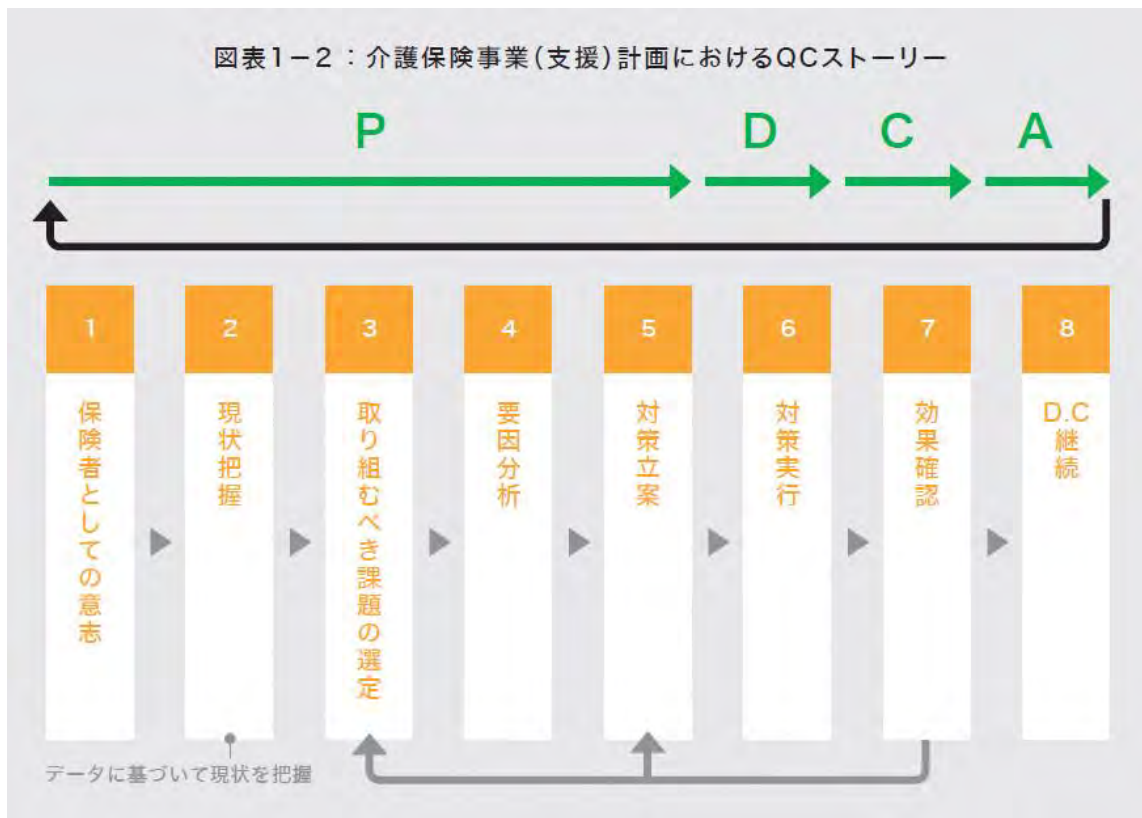 図表1−2：介護保険事業(支援)計画におけるQCストーリー
P
D
C
A
1
保険者としての意志
2
現状把握
3
取り組むべき課題の選定
4
要因分析
5
対策立案
6
対策実行
7
効果確認
8
D.C
継続
データに基づいて現状を把握